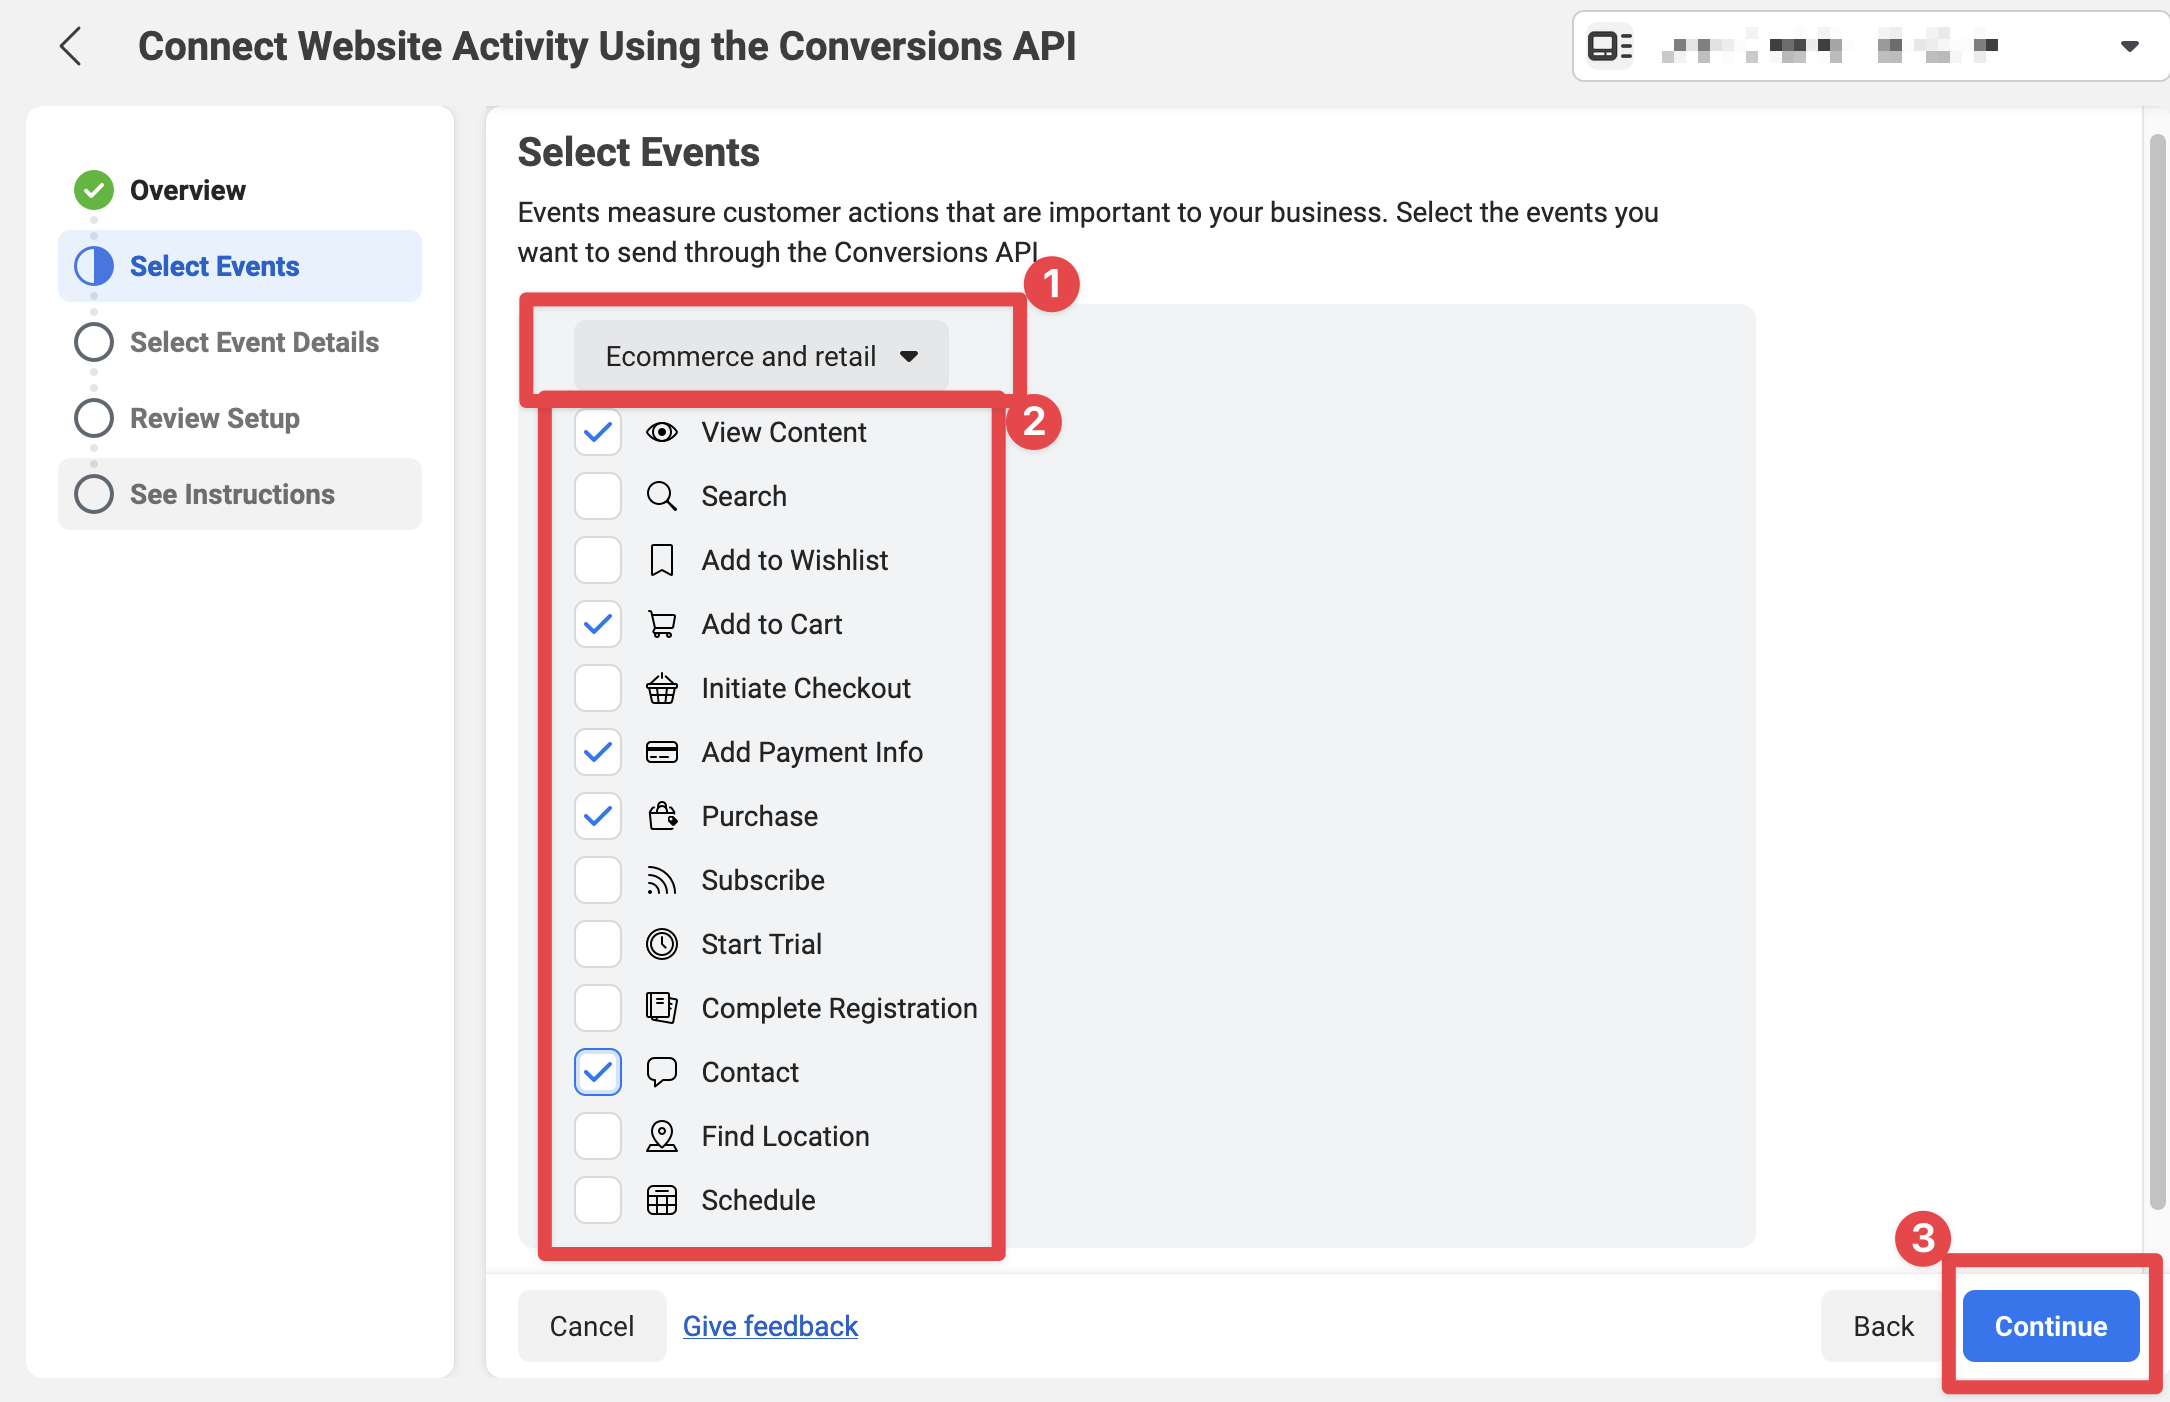 Connect Website Activity Using the Conversions API
Overview
Select Events
Select Event Details
Review Setup
See Instructions
Select Events
Events measure customer actions that are important to your business. Select the events you
want to send through the Conversions API
1
Ecommerce and retail
2
View Content
Search
Add to Wishlist
Add to Cart
Initiate Checkout
Add Payment Info
Purchase
Subscribe
Start Trial
Complete Registration
Contact
Find Location
Schedule
3
Cancel
Give feedback
Back
Continue